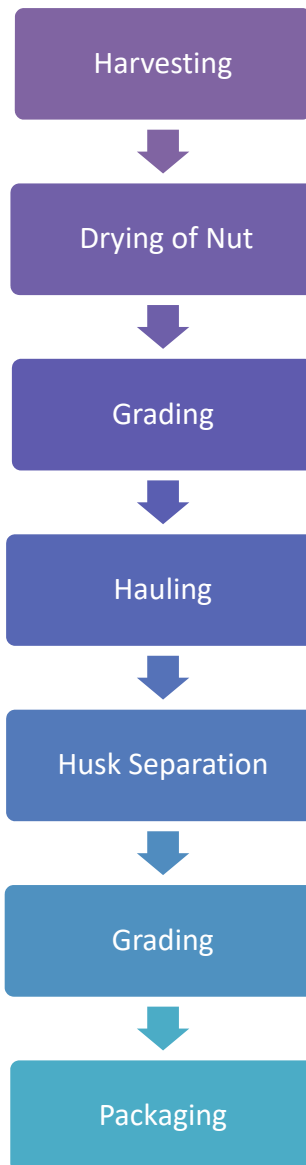 Harvesting
Drying of Nut
Grading
Hauling
Husk Separation
Grading
Packaging